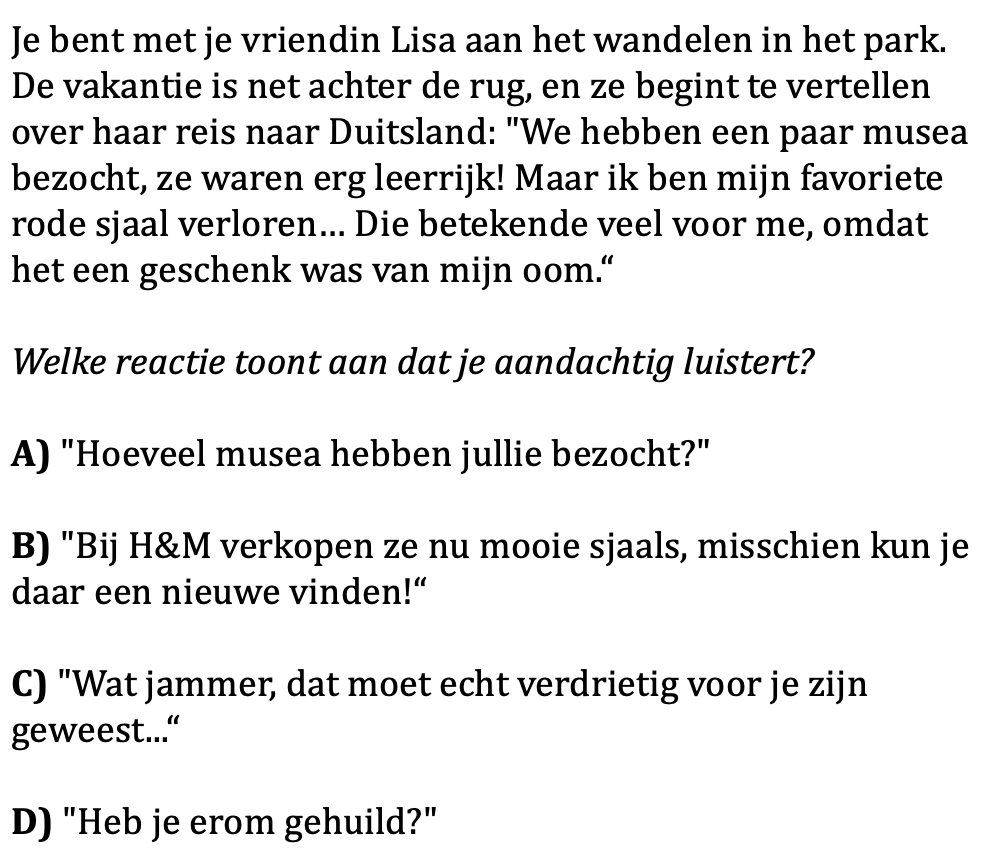 Je bent met je vriendin Lisa aan het wandelen in het park.
De vakantie is net achter de rug, en ze begint te vertellen
over haar reis naar Duitsland: "We hebben een paar musea
bezocht, ze waren erg leerrijk! Maar ik ben mijn favoriete
rode sjaal verloren... Die betekende veel voor me, omdat
het een geschenk was van mijn oom.“
Welke reactie toont aan dat je aandachtig luistert?
A) "Hoeveel musea hebben jullie bezocht?"
B) "Bij H&M verkopen ze nu mooie sjaals, misschien kun je
daar een nieuwe vinden!“
C) "Wat jammer, dat moet echt verdrietig voor je zijn
geweest...“
D) "Heb je erom gehuild?"